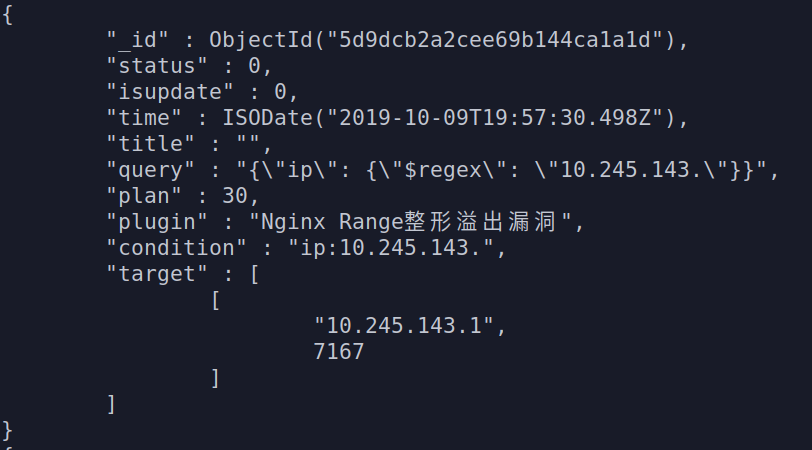 {
"_id" : ObjectId("5d9dcb2a2cee69b144ca1a1d"),
"status" : 0,
"isupdate" : 0,
"time" : ISODate("2019-10-09T19:57:30.498Z"),
"title" : "",
"query" : "{\"ip\": {\"$regex\": \"10.245.143.\"}}",
"plan" : 30,
"plugin" : "Nginx Range整形溢出漏洞",
"condition" : "ip:10.245.143.",
"target" : [
[
"10.245.143.1",
7167
]
]
}